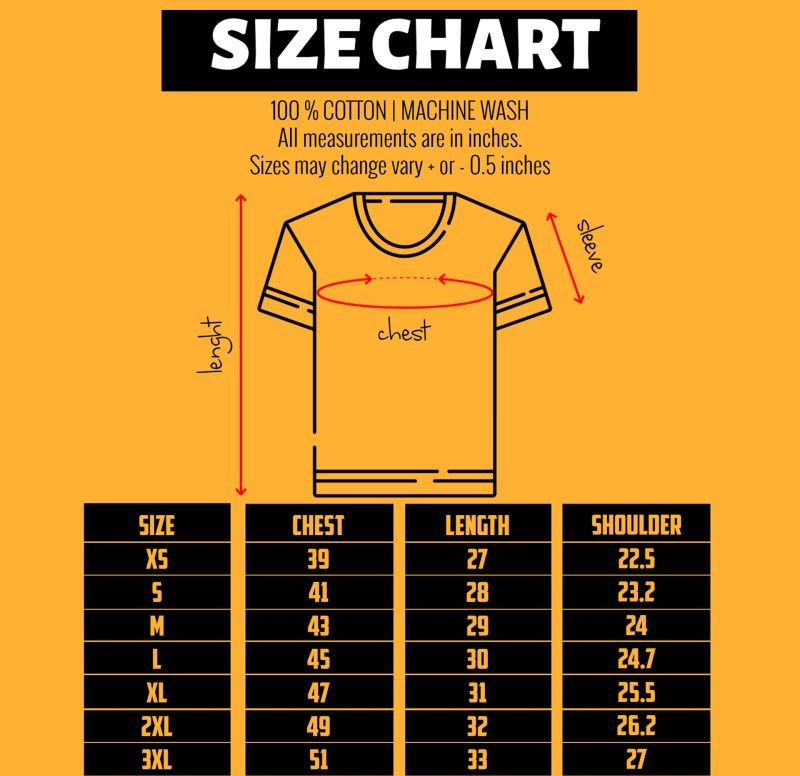 SIZE CHART
100 % COTTON | MACHINE WASH
All measurements are in inches.
Sizes may change vary + or - 0.5 inches
sleeve
lenght
chest
SIZE CHEST LENGTH SHOULDER
XS 39 27 22.5
S 41 28 23.2
M 43 29 24
L 45 30 24.7
XL 47 31 25.5
2XL 49 32 26.2
3XL 51 33 27